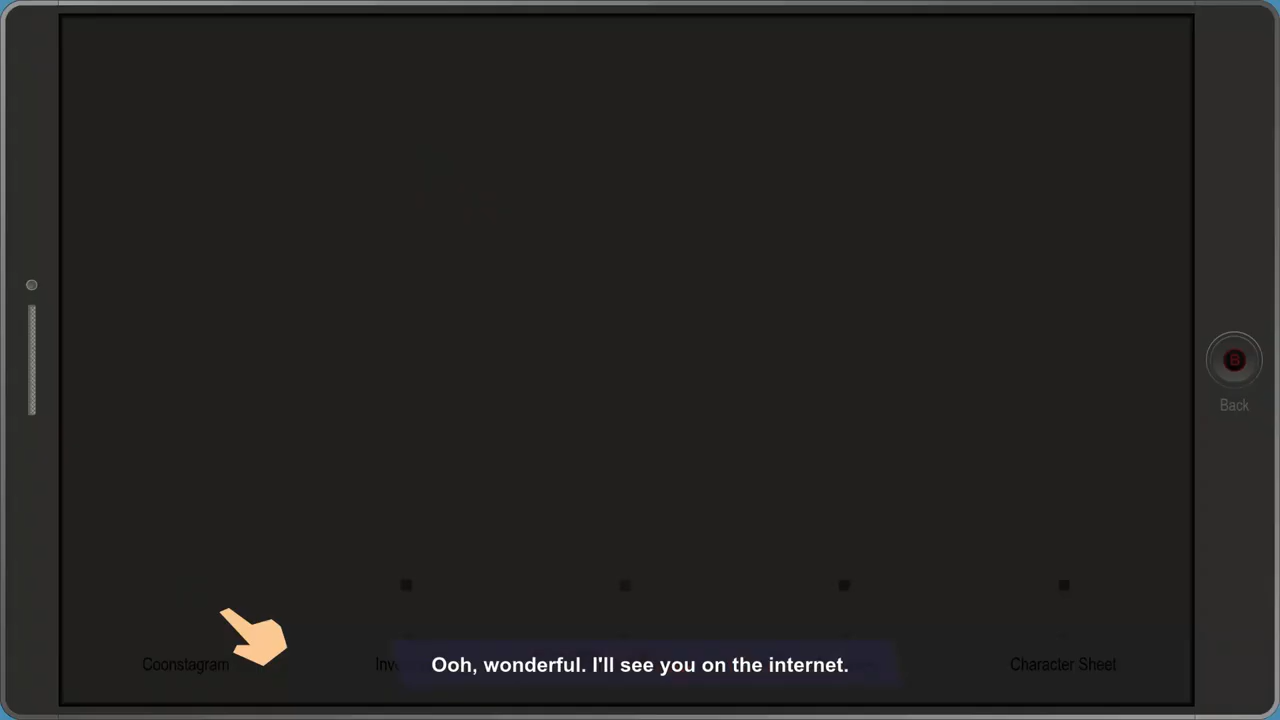 B
Back
Coonstagram
Character Sheet
Ooh, wonderful. I'll see you on the internet.